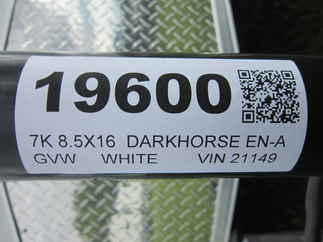 19600
7K 8.5X16 DARKHORSE EN-A
GVW WHITE VIN 21149